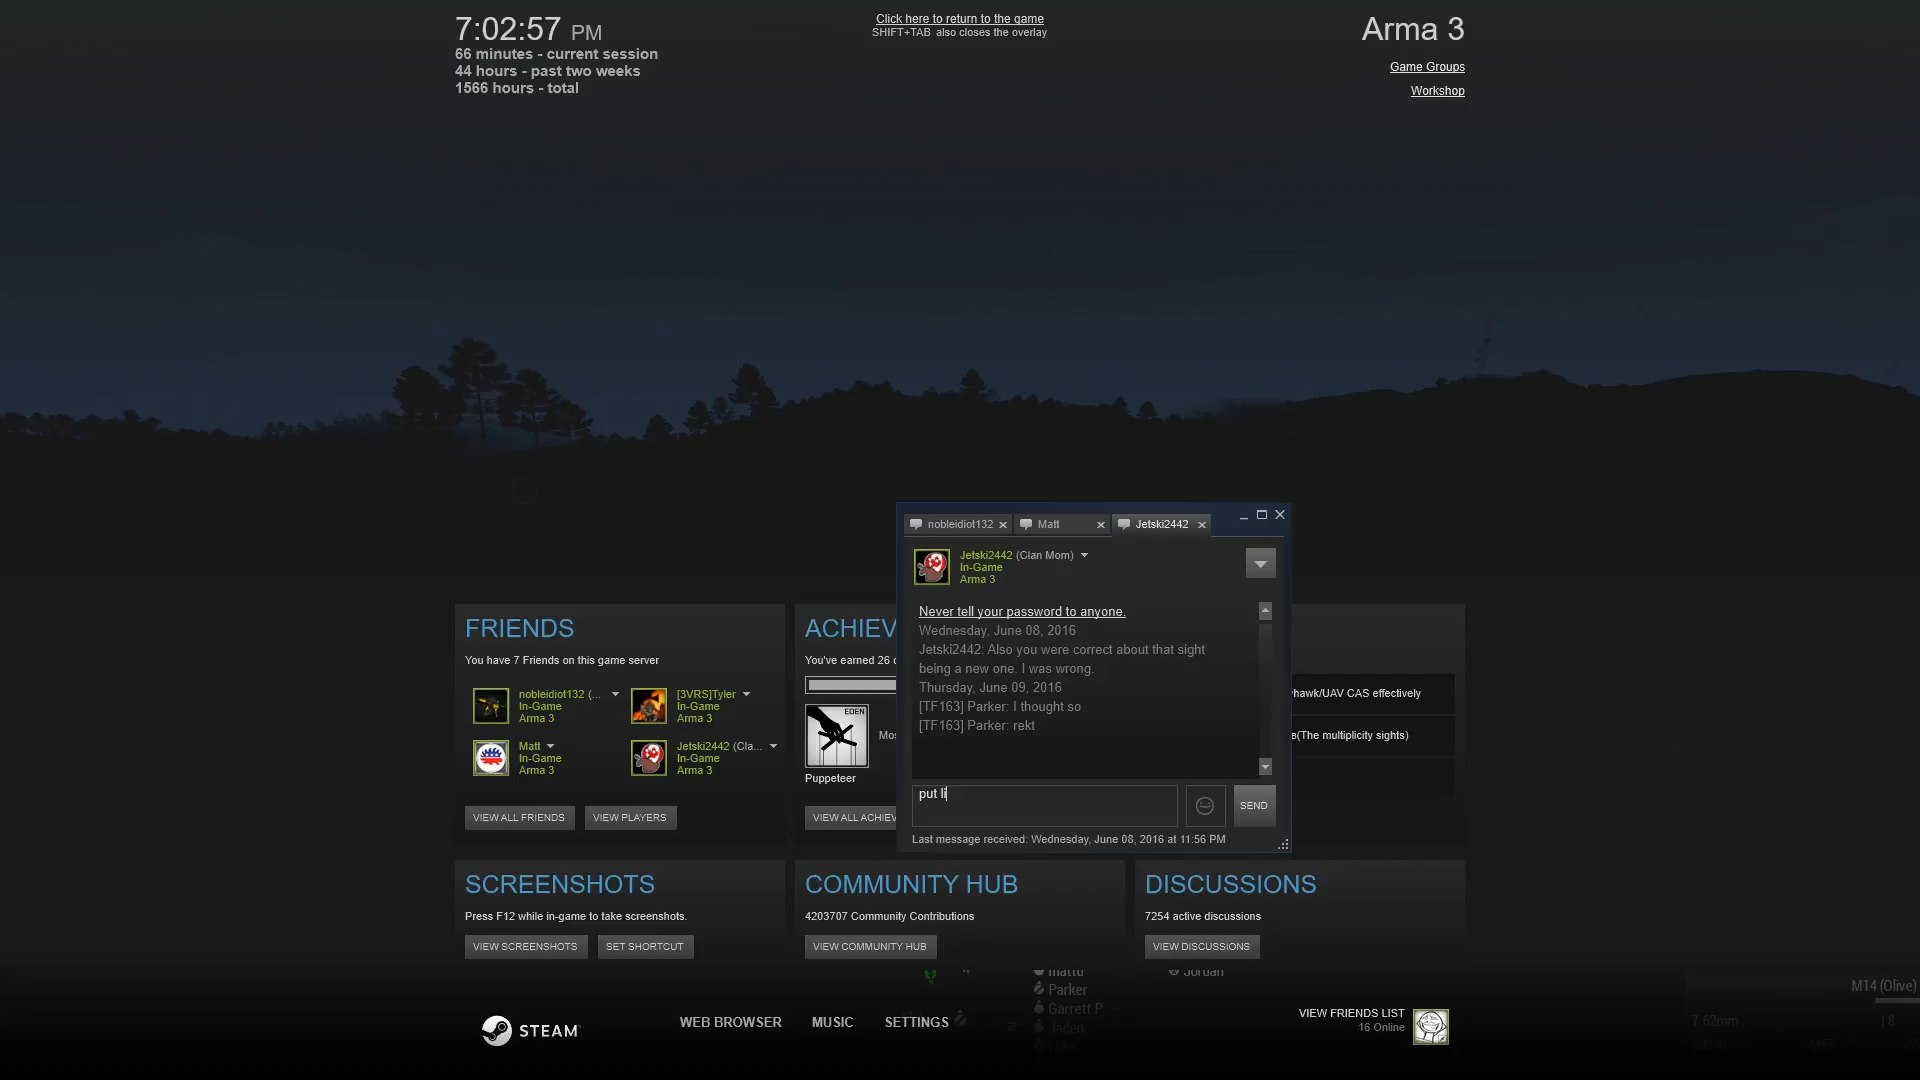 7:02:57 PM
66 minutes - current session
44 hours - past two weeks
1566 hours - total
Click here to return to the game
SHIFT+TAB also closes the overlay
Arma 3
Game Groups
Workshop
nobleidiot132
Matt
Jetski2442
Jetski2442 (Clan Mom)
In-Game
Arma 3
Never tell your password to anyone.
Wednesday, June 08, 2016
Jetski2442: Also you were correct about that sight
being a new one. I was wrong.
Thursday, June 09, 2016
[TF163] Parker: I thought so
[TF163] Parker: rekt
put li
SEND
Last message received: Wednesday, June 08, 2016 at 11:56 PM
FRIENDS
You have 7 Friends on this game server
nobleidiot132 (...
In-Game
Arma 3
[3VRS]Tyler
In-Game
Arma 3
Matt
In-Game
Arma 3
Jetski2442 (Cla...
In-Game
Arma 3
VIEW ALL FRIENDS
VIEW PLAYERS
ACHIEV
You've earned 26
EDEN
Mos
Puppeteer
VIEW ALL ACHIEV
hawk/UAV CAS effectively
(The multiplicity sights)
SCREENSHOTS
Press F12 while in-game to take screenshots.
VIEW SCREENSHOTS
SET SHORTCUT
COMMUNITY HUB
4203707 Community Contributions
VIEW COMMUNITY HUB
DISCUSSIONS
7254 active discussions
VIEW DISCUSSIONS
Jordan
Parker
Garrett P
Jaden
M14 (Olive)
7.62mm
8
STEAM
WEB BROWSER
MUSIC
SETTINGS
VIEW FRIENDS LIST
16 Online